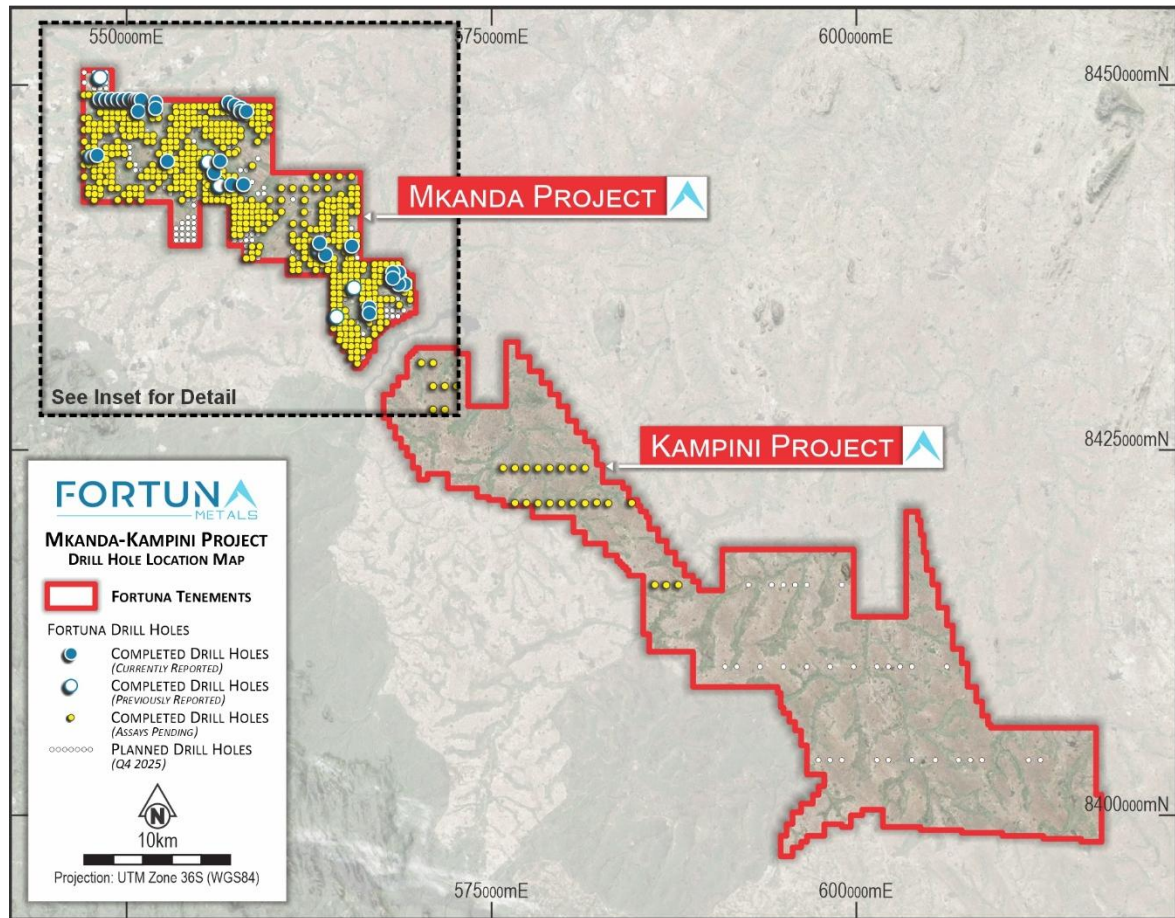 550000mE
575000mE
600000mE
8450000mN
MKANDA PROJECT
See Inset for Detail
KAMPINI PROJECT
8425000mN
FORTUNA
METALS
MKANDA-KAMPINI PROJECT
DRILL HOLE LOCATION MAP
FORTUNA TENEMENTS
FORTUNA DRILL HOLES
COMPLETED DRILL HOLES
(CURRENTLY REPORTED)
COMPLETED DRILL HOLES
(PREVIOUSLY REPORTED)
COMPLETED DRILL HOLES
(ASSAYS PENDING)
PLANNED DRILL HOLES
(Q4 2025)
N
10km
Projection: UTM Zone 36S (WGS84)
8400000mN
575000mE
600000mE